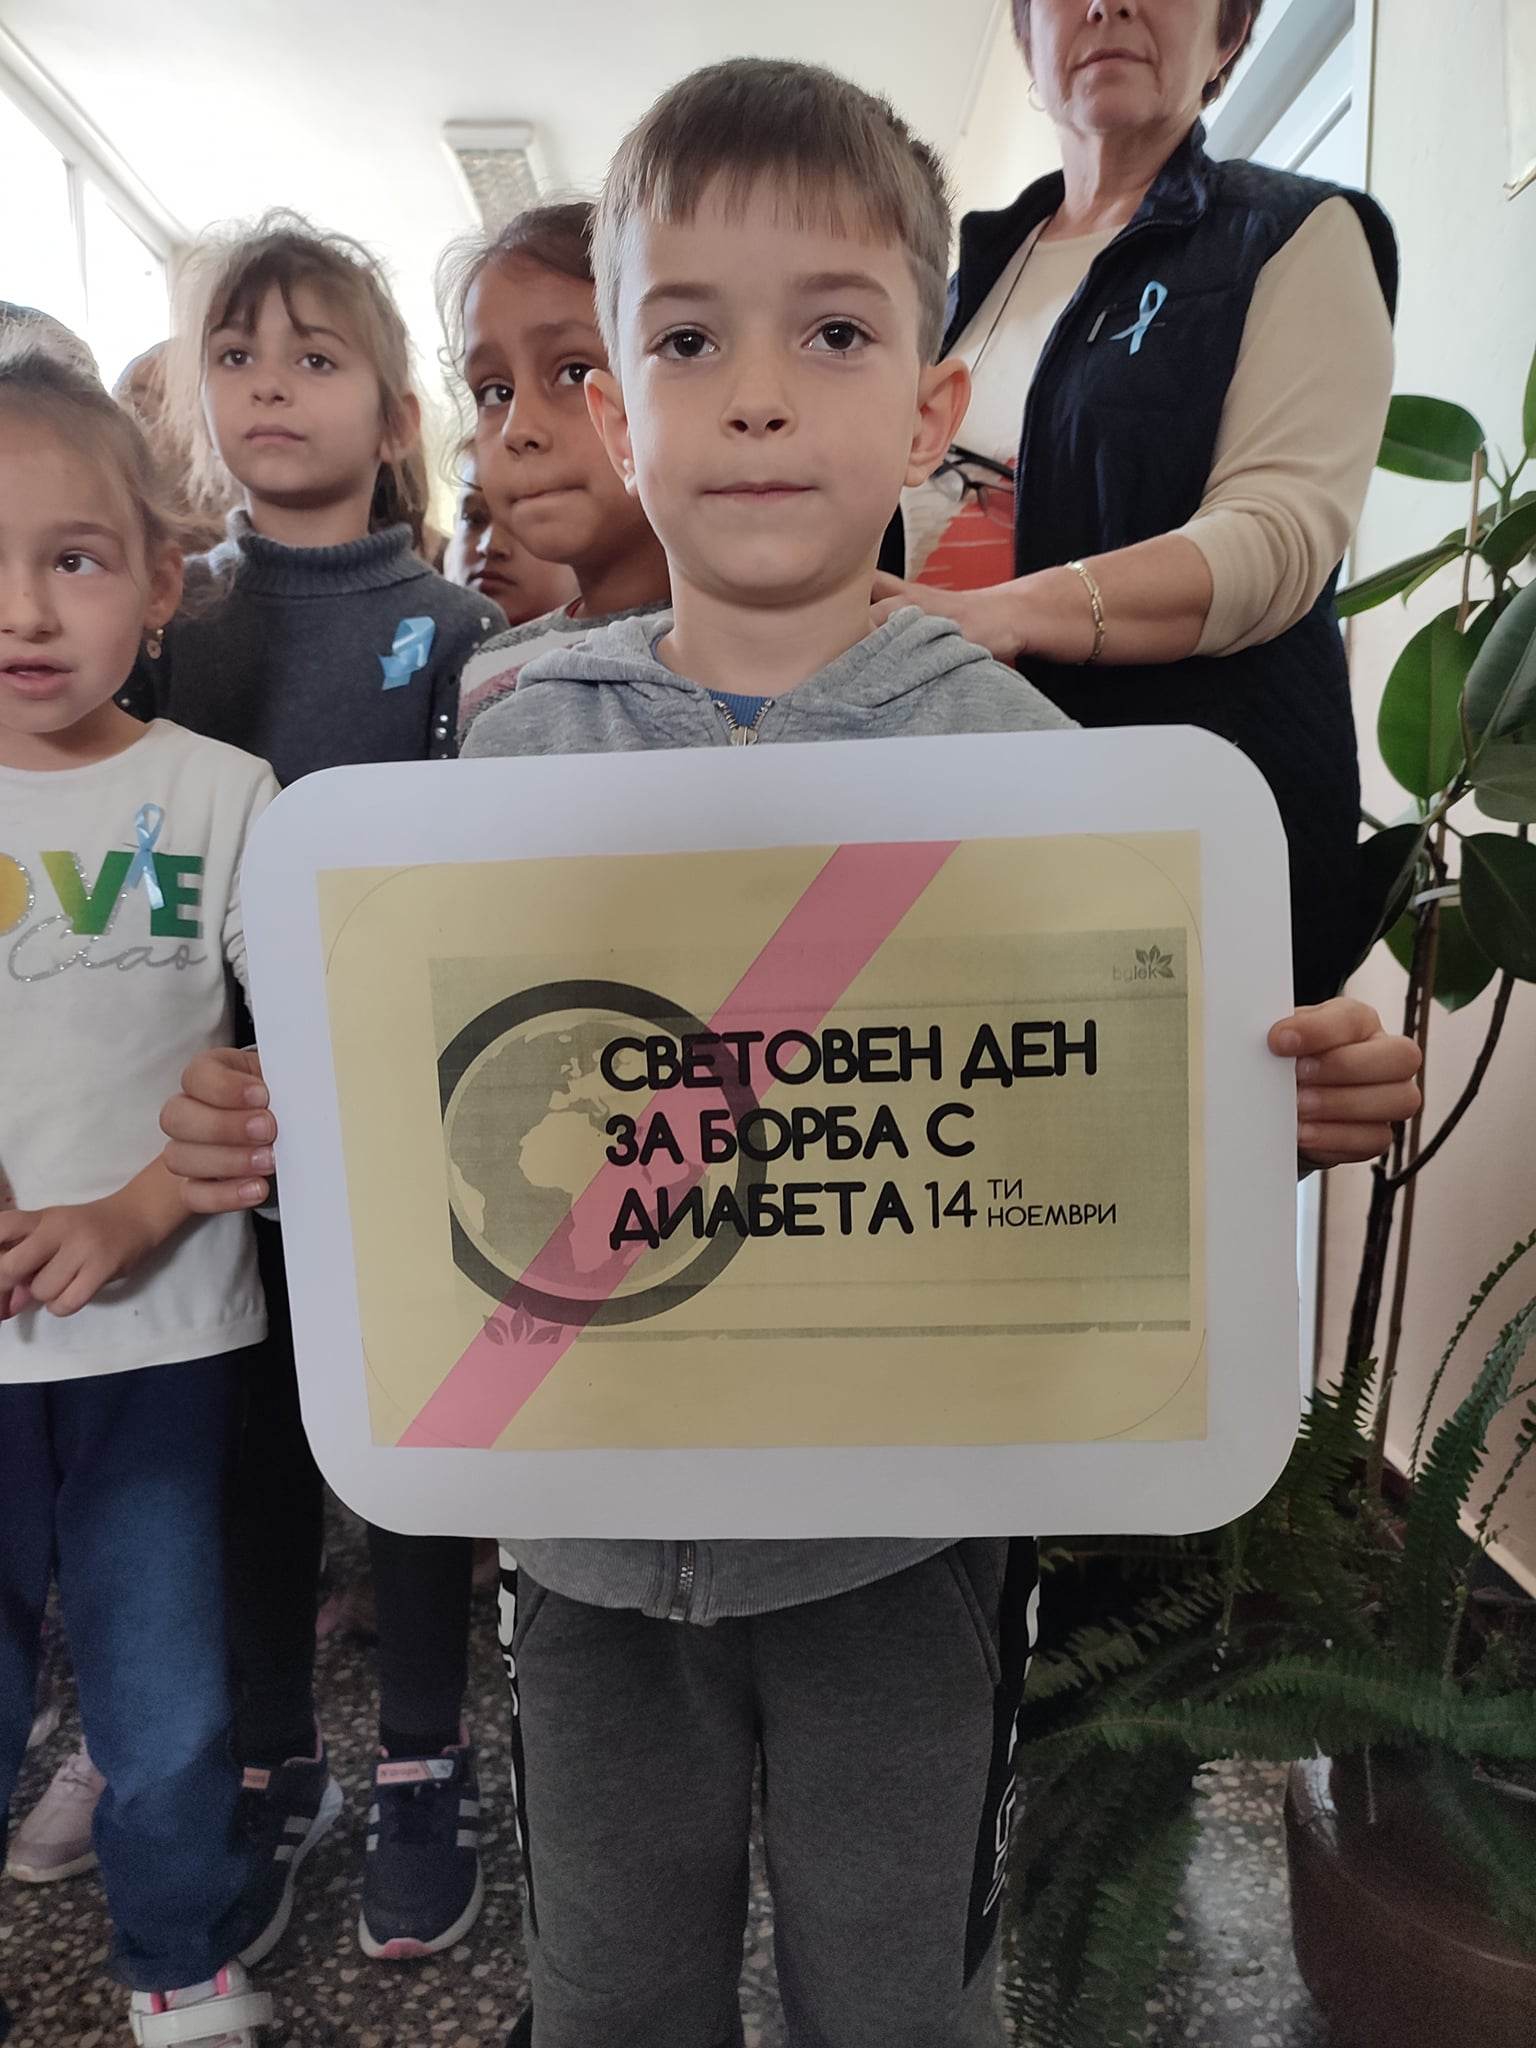 bglek
СВЕТОВЕН ДЕН
ЗА БОРБА С
ДИАБЕТА 14 ТИ
НОЕМВРИ
OVE
Ciao